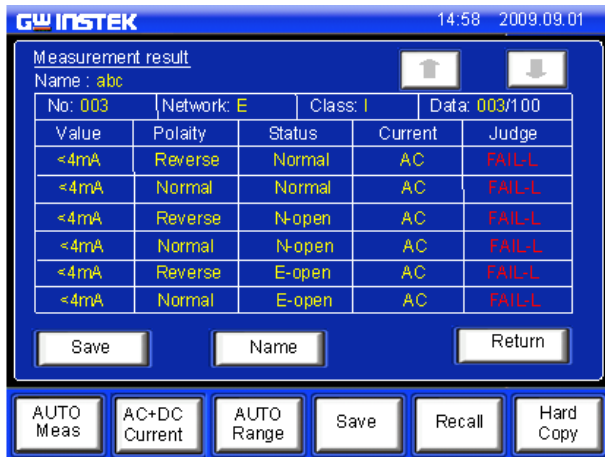 GW INSTEK 14:58 2009.09.01
Measurement result
Name : abc
No: 003 Network: E Class: I Data: 003/100
Value Polaity Status Current Judge
<4mA Reverse Normal AC FAIL-L
<4mA Normal Normal AC FAIL-L
<4mA Reverse N-open AC FAIL-L
<4mA Normal N-open AC FAIL-L
<4mA Reverse E-open AC FAIL-L
<4mA Normal E-open AC FAIL-L
Save Name Return
AUTO Meas AC+DC Current AUTO Range Save Recall Hard Copy